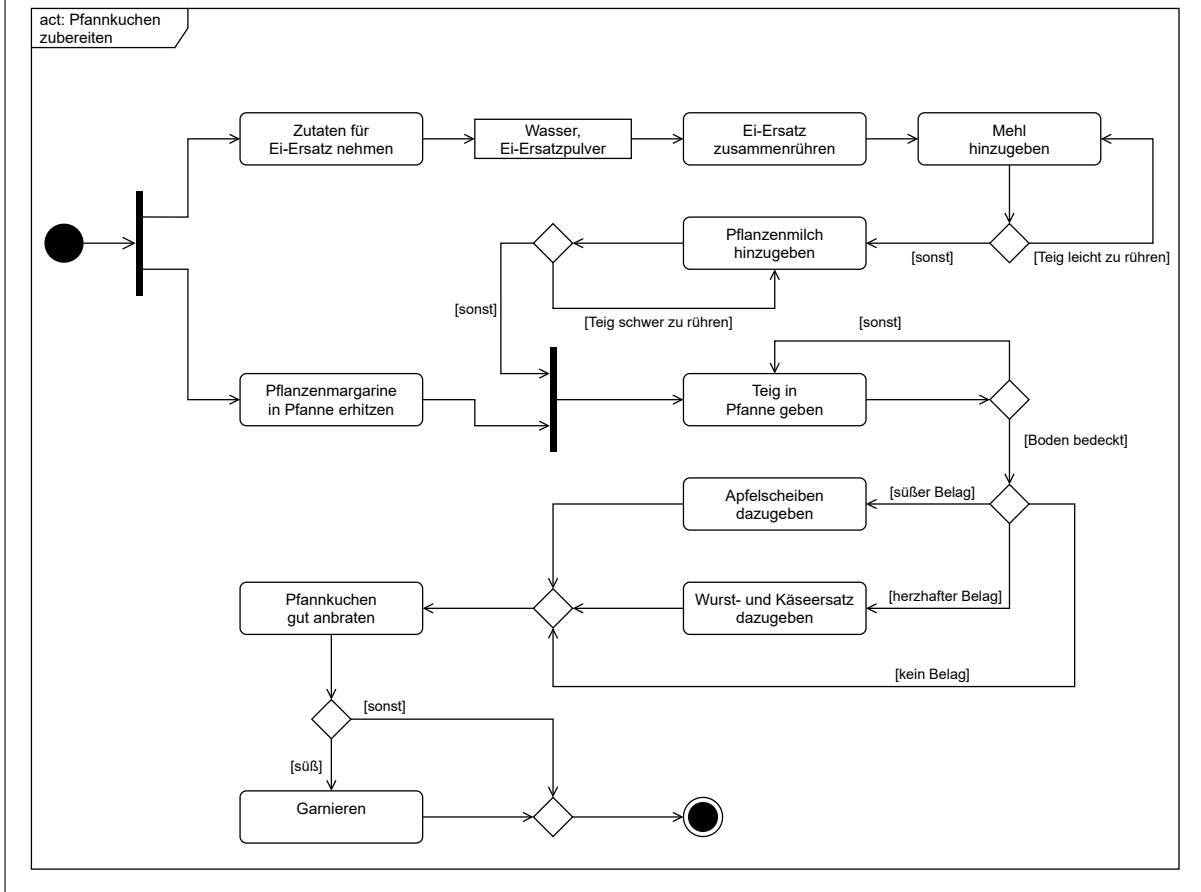 act: Pfannkuchen
zubereiten
Zutaten für
Ei-Ersatz nehmen
Wasser,
Ei-Ersatzpulver
Ei-Ersatz
zusammenrühren
Mehl
hinzugeben
Pflanzenmilch
hinzugeben
[sonst]
[Teig leicht zu rühren]
[sonst]
[Teig schwer zu rühren]
[sonst]
Pflanzenmargarine
in Pfanne erhitzen
Teig in
Pfanne geben
[Boden bedeckt]
Apfelscheiben
dazugeben
[süßer Belag]
Pfannkuchen
gut anbraten
Wurst- und Käseersatz
dazugeben
[herzhafter Belag]
[kein Belag]
[sonst]
[süß]
Garnieren